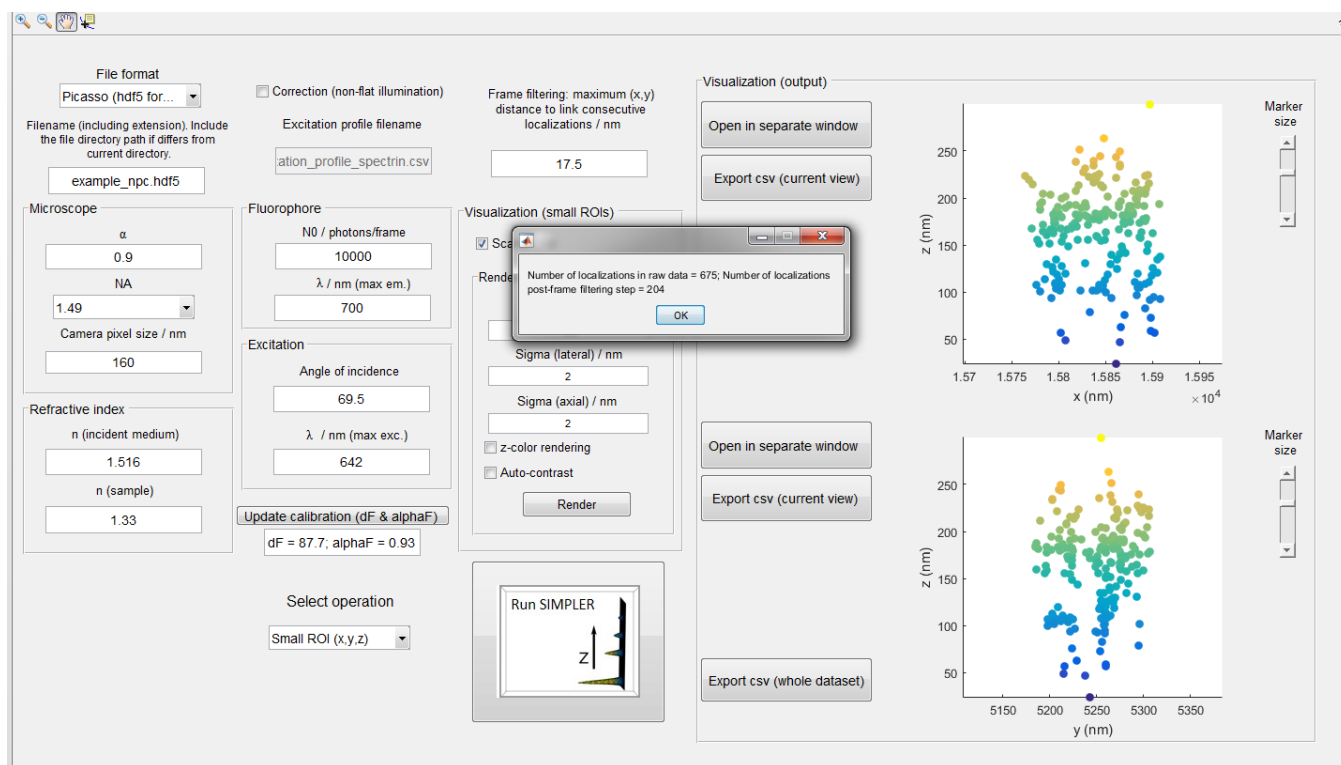 File format
Picasso (hdf5 for...
Filename (including extension). Include
the file directory path if differs from
current directory.
example_npc.hdf5
Correction (non-flat illumination)
Excitation profile filename
ation_profile_spectrin.csv
Frame filtering: maximum (x,y)
distance to link consecutive
localizations / nm
17.5
Microscope
α
0.9
NA
1.49
Camera pixel size / nm
160
Refractive index
n (incident medium)
1.516
n (sample)
1.33
Fluorophore
N0 / photons/frame
10000
λ / nm (max em.)
700
Excitation
Angle of incidence
69.5
λ / nm (max exc.)
642
Update calibration (dF & alphaF)
dF = 87.7; alphaF = 0.93
Select operation
Small ROI (x,y,z)
Visualization (small ROIs)
Number of localizations in raw data = 675; Number of localizations
post-frame filtering step = 204
OK
Sigma (lateral) / nm
2
Sigma (axial) / nm
2
z-color rendering
Auto-contrast
Render
Run SIMPLER
Z
Visualization (output)
Open in separate window
Export csv (current view)
Open in separate window
Export csv (current view)
Export csv (whole dataset)
250
200
150
100
50
z (nm)
1.57 1.575 1.58 1.585 1.59 1.595
x (nm)
× 10⁴
Marker
size
250
200
150
100
50
z (nm)
5150 5200 5250 5300 5350
y (nm)
Marker
size